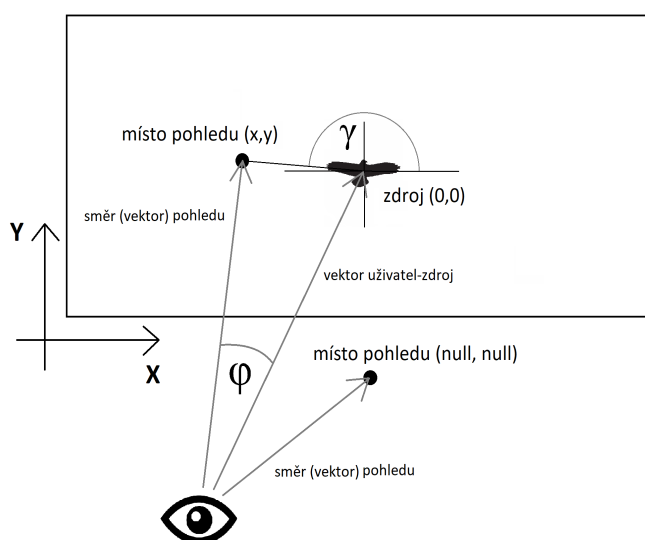 γ
místo pohledu (x,y)
zdroj (0,0)
směr (vektor) pohledu
Y
vektor uživatel-zdroj
místo pohledu (null, null)
X
φ
směr (vektor) pohledu